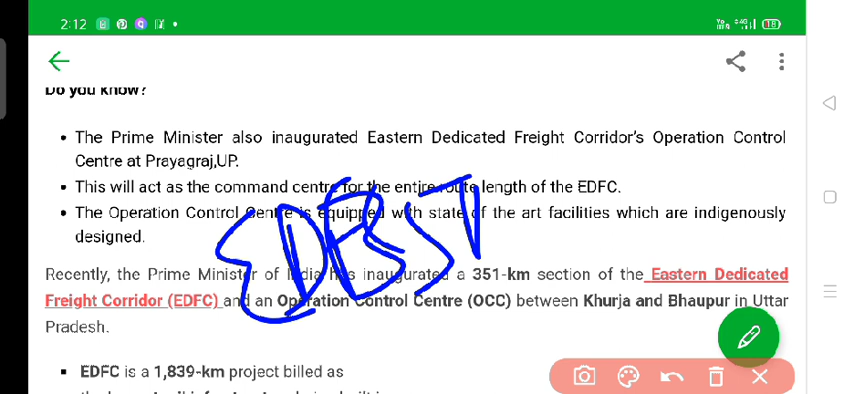 2:12
18
Do you know?
• The Prime Minister also inaugurated Eastern Dedicated Freight Corridor's Operation Control
Centre at Prayagraj,UP.
• This will act as the command centre for the entire route length of the EDFC.
• The Operation Control Centre is equipped with state of the art facilities which are indigenously
designed.
Recently, the Prime Minister of India has inaugurated a 351-km section of the Eastern Dedicated
Freight Corridor (EDFC) and an Operation Control Centre (OCC) between Khurja and Bhaupur in Uttar
Pradesh.
▪ EDFC is a 1,839-km project billed as